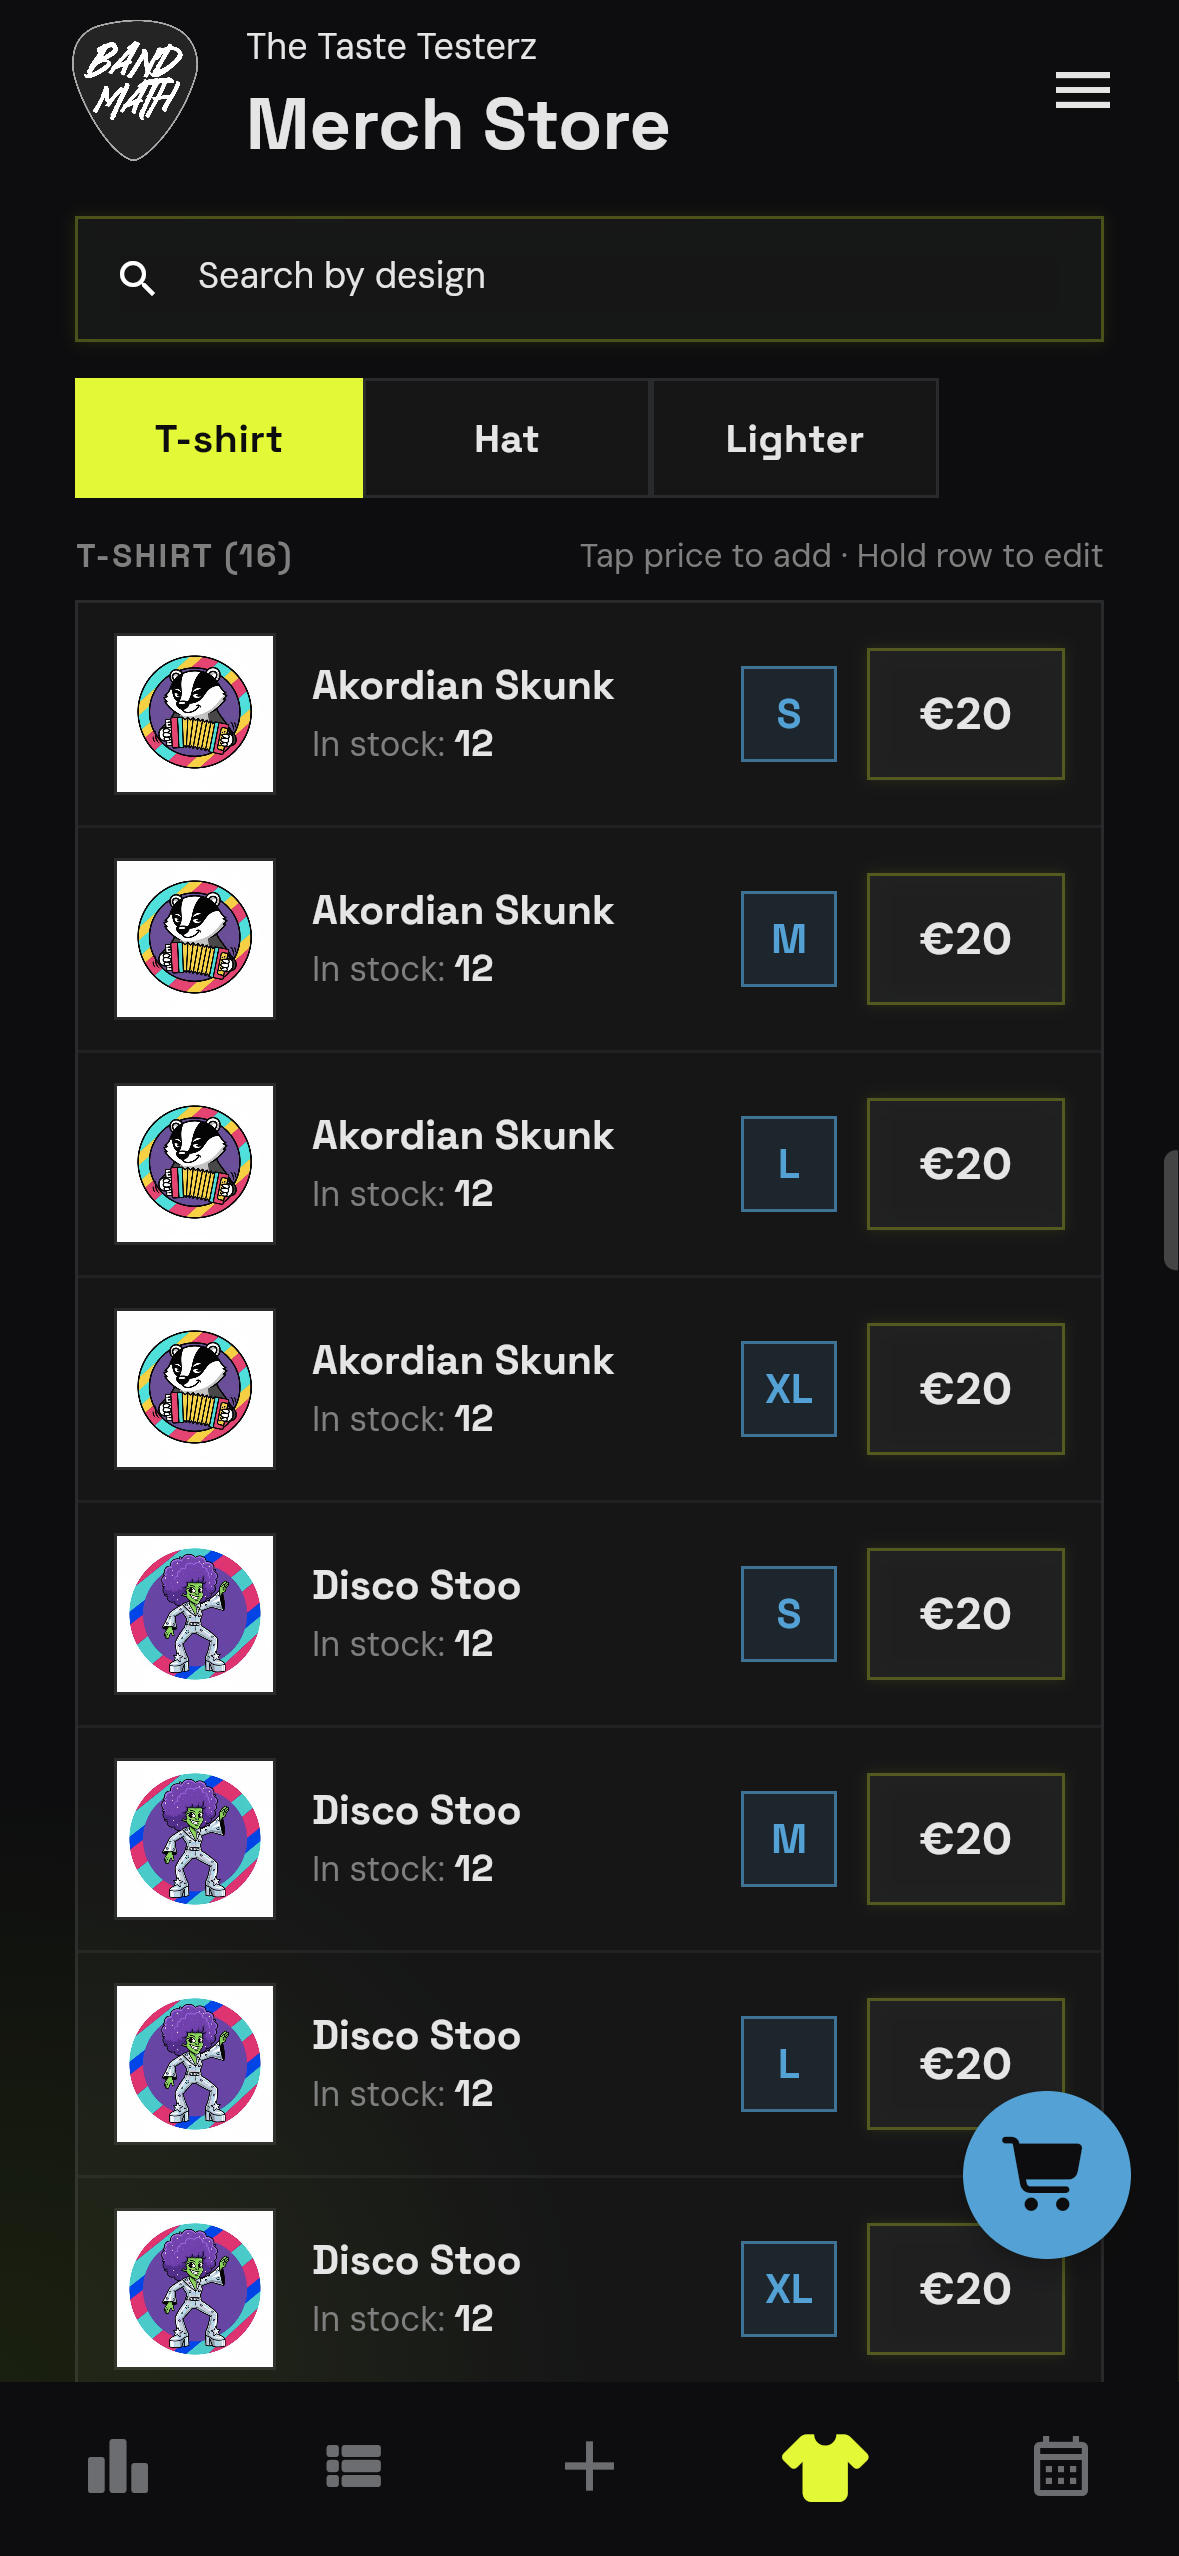 BAND
MATH
The Taste Testerz
Merch Store
Search by design
T-shirt
Hat
Lighter
T-SHIRT (16)
Tap price to add · Hold row to edit
Akordian Skunk
In stock: 12
S
€20
Akordian Skunk
In stock: 12
M
€20
Akordian Skunk
In stock: 12
L
€20
Akordian Skunk
In stock: 12
XL
€20
Disco Stoo
In stock: 12
S
€20
Disco Stoo
In stock: 12
M
€20
Disco Stoo
In stock: 12
L
€20
Disco Stoo
In stock: 12
XL
€20